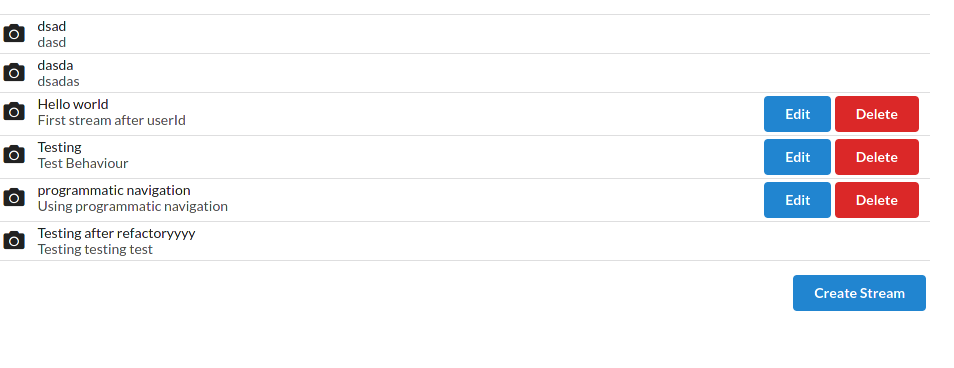 dsad
dasd
dasda
dsadas
Hello world
First stream after userId
Edit Delete
Testing
Test Behaviour
Edit Delete
programmatic navigation
Using programmatic navigation
Edit Delete
Testing after refactoryyyy
Testing testing test
Create Stream